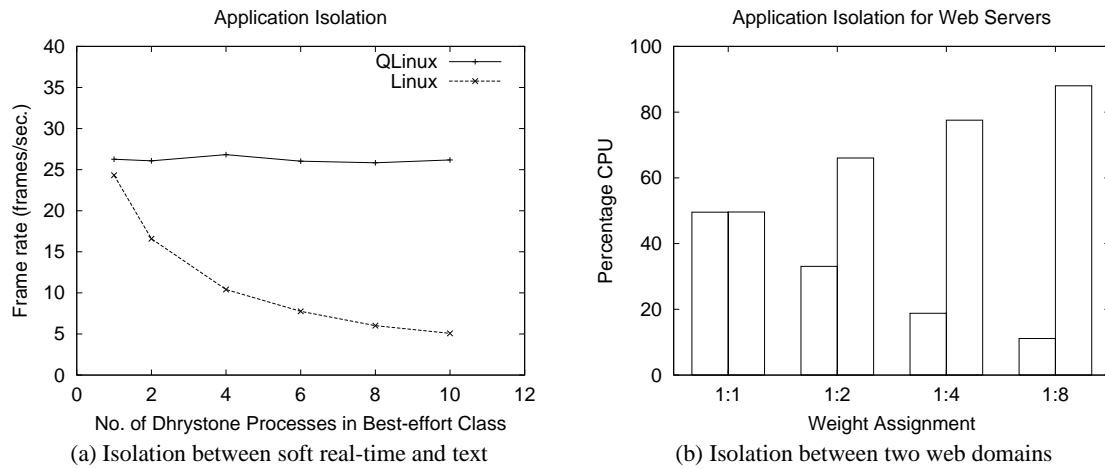 Application Isolation
40
35
30
25
20
15
10
5
0
Frame rate (frames/sec.)
QLinux
Linux
0 2 4 6 8 10 12
No. of Dhrystone Processes in Best-effort Class
(a) Isolation between soft real-time and text
Application Isolation for Web Servers
100
80
60
40
20
0
Percentage CPU
1:1 1:2 1:4 1:8
Weight Assignment
(b) Isolation between two web domains